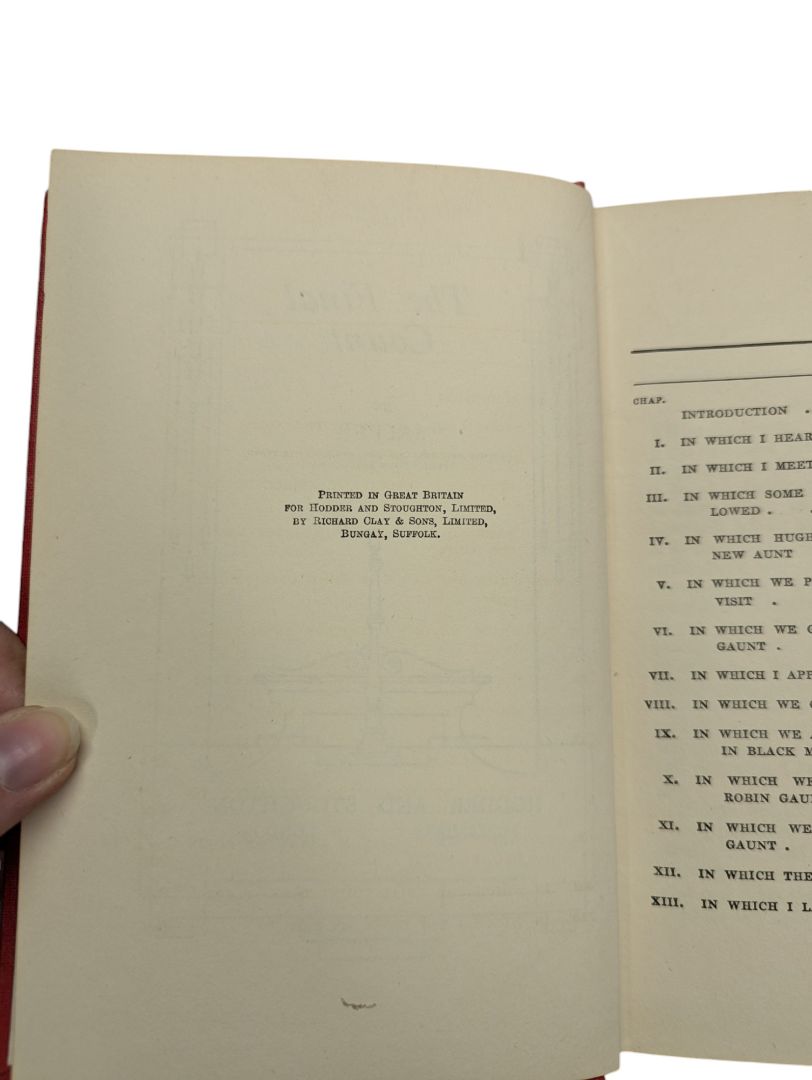 PRINTED IN GREAT BRITAIN
FOR HODDER AND STOUGHTON, LIMITED,
BY RICHARD CLAY & SONS, LIMITED,
BUNGAY, SUFFOLK.
CHAP.
INTRODUCTION .
I. IN WHICH I HEAR
II. IN WHICH I MEET
III. IN WHICH SOME
LOWED . .
IV. IN WHICH HUGH
NEW AUNT
V. IN WHICH WE P
VISIT .
VI. IN WHICH WE
GAUNT .
VII. IN WHICH I APP
VIII. IN WHICH WE
IX. IN WHICH WE
IN BLACK M
X. IN WHICH WE
ROBIN GAU
XI. IN WHICH WE
GAUNT .
XII. IN WHICH THE
XIII. IN WHICH I L